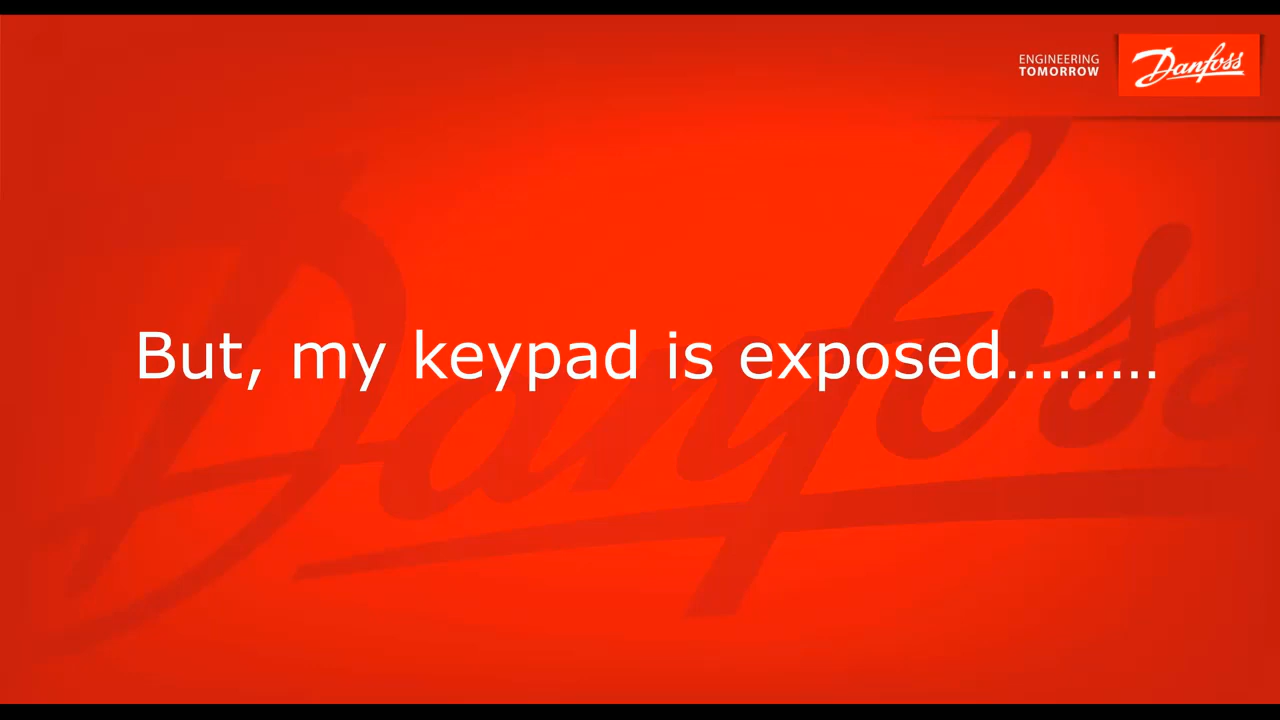 ENGINEERING
TOMORROW
Danfoss
But, my keypad is exposed………